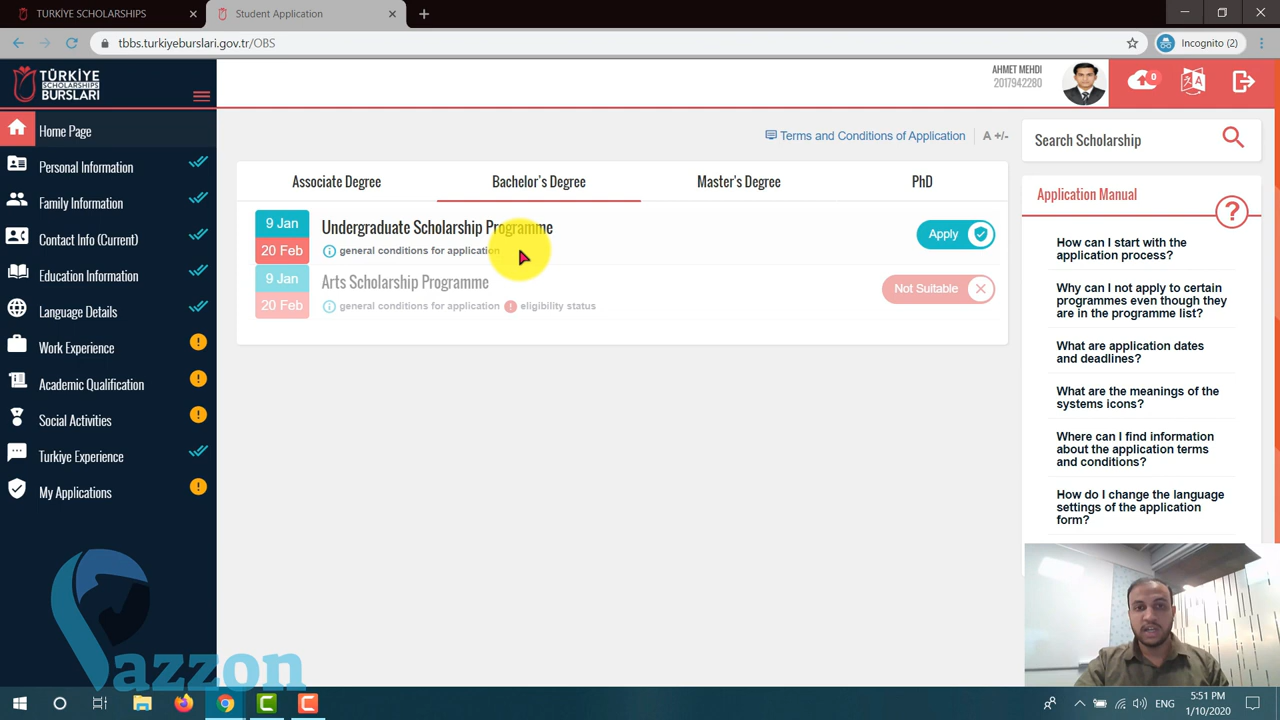 TURKİYE SCHOLARSHIPS
Student Application
tbbs.turkiyeburslari.gov.tr/OBS
Incognito (2)
TÜRKİYE
SCHOLARSHIPS
BURSLARI
AHMET MEHDI
2017942280
0
Home Page
Personal Information
Family Information
Contact Info (Current)
Education Information
Language Details
Work Experience
Academic Qualification
Social Activities
Turkiye Experience
My Applications
Terms and Conditions of Application
A +/-
Associate Degree
Bachelor's Degree
Master's Degree
PhD
9 Jan
20 Feb
Undergraduate Scholarship Programme
general conditions for application
Apply
9 Jan
20 Feb
Arts Scholarship Programme
general conditions for application
eligibility status
Not Suitable
Search Scholarship
Application Manual
?
How can I start with the
application process?
Why can I not apply to certain
programmes even though they
are in the programme list?
What are application dates
and deadlines?
What are the meanings of the
systems icons?
Where can I find information
about the application terms
and conditions?
How do I change the language
settings of the application
form?
Pazzon
ENG
5:51 PM
1/10/2020